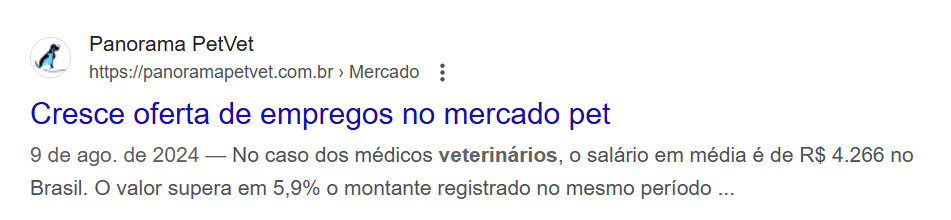 Panorama PetVet
https://panoramapetvet.com.br › Mercado
Cresce oferta de empregos no mercado pet
9 de ago. de 2024 — No caso dos médicos veterinários, o salário em média é de R$ 4.266 no
Brasil. O valor supera em 5,9% o montante registrado no mesmo período ...